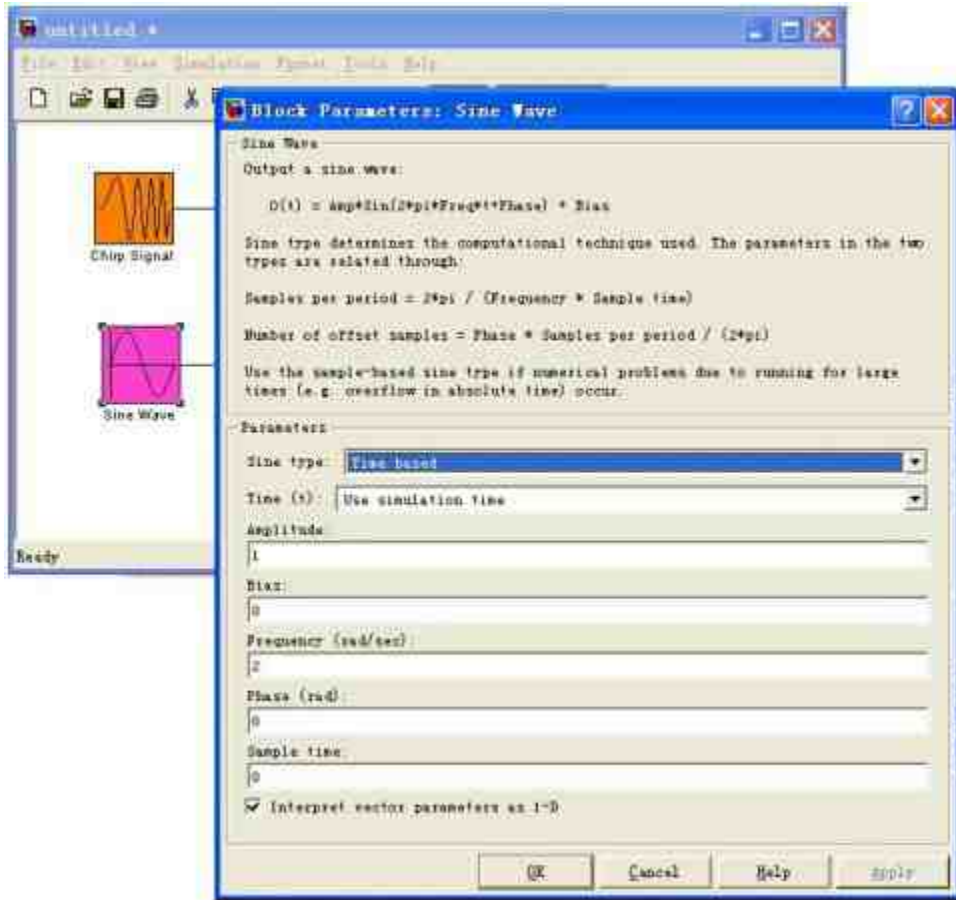 untitled *
File Edit View Simulation Format Tools Help
Chirp Signal
Sine Wave
Ready
Block Parameters: Sine Wave
Sine Wave
Output a sine wave:
O(t) = Amp*Sin(2*pi*Freq*t+Phase) + Bias
Sine type determines the computational technique used. The parameters in the two
types are related through:
Samples per period = 2*pi / (Frequency * Sample time)
Number of offset samples = Phase * Samples per period / (2*pi)
Use the sample-based sine type if numerical problems due to running for large
times (e.g. overflow in absolute time) occur.
Parameters
Sine type: Time based
Time (t): Use simulation time
Amplitude:
1
Bias:
0
Frequency (rad/sec):
2
Phase (rad):
0
Sample time:
0
Interpret vector parameters as 1-D
OK Cancel Help Apply